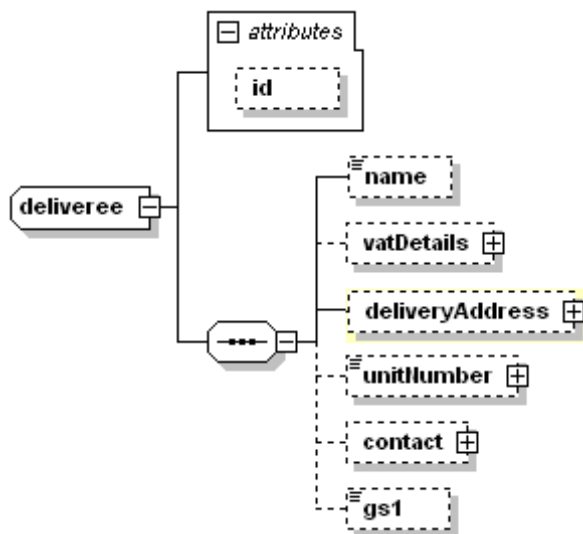 attributes
id
deliveree
name
vatDetails
deliveryAddress
unitNumber
contact
gs1